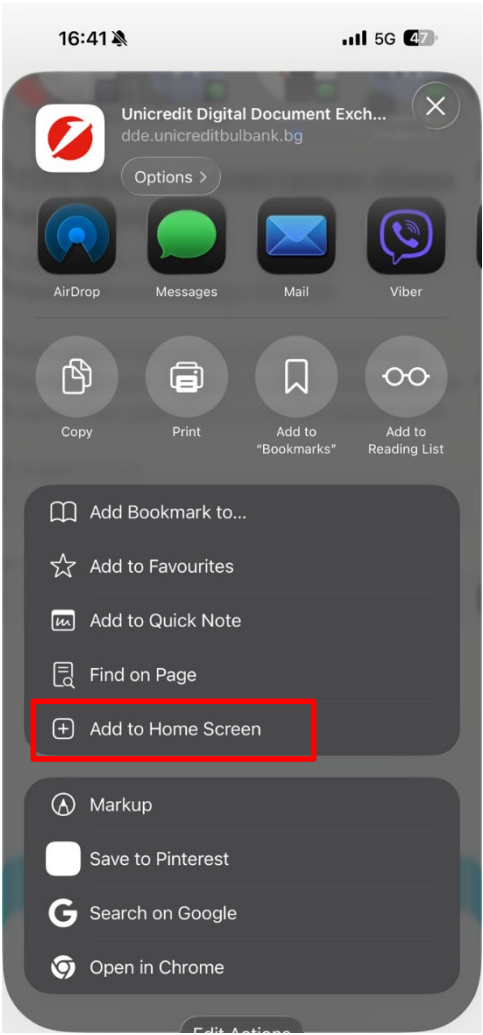 16:41
5G 47
Unicredit Digital Document Exch...
dde.unicreditbulbank.bg
Options >
AirDrop
Messages
Mail
Viber
Copy
Print
Add to
"Bookmarks"
Add to
Reading List
Add Bookmark to...
Add to Favourites
Add to Quick Note
Find on Page
Add to Home Screen
Markup
Save to Pinterest
G Search on Google
Open in Chrome
Edit Actions